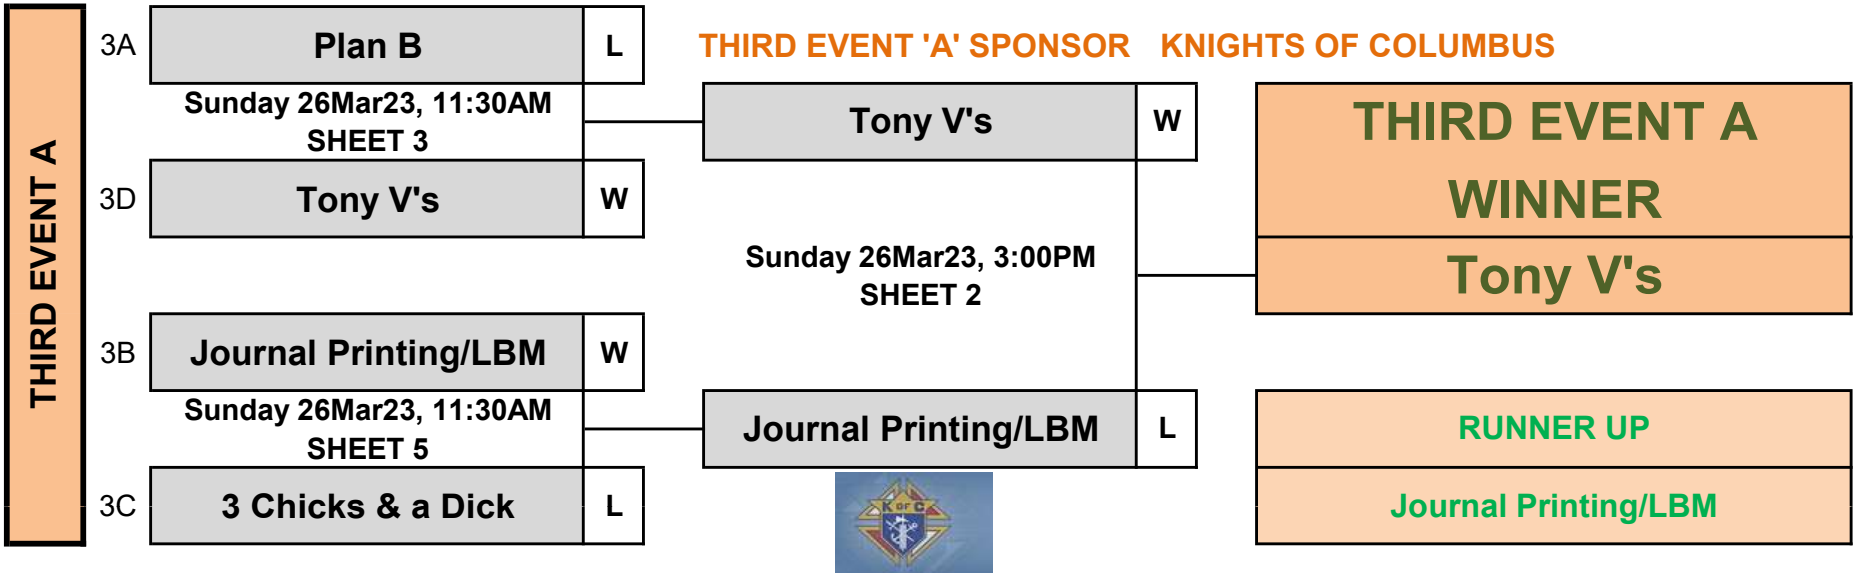 THIRD EVENT A
3A
Plan B
L
THIRD EVENT 'A' SPONSOR KNIGHTS OF COLUMBUS
Sunday 26Mar23, 11:30AM
SHEET 3
Tony V's
W
THIRD EVENT A
WINNER
3D
Tony V's
W
Sunday 26Mar23, 3:00PM
SHEET 2
Tony V's
3B
Journal Printing/LBM
W
Sunday 26Mar23, 11:30AM
SHEET 5
Journal Printing/LBM
L
RUNNER UP
3C
3 Chicks & a Dick
L
K OF C
Journal Printing/LBM